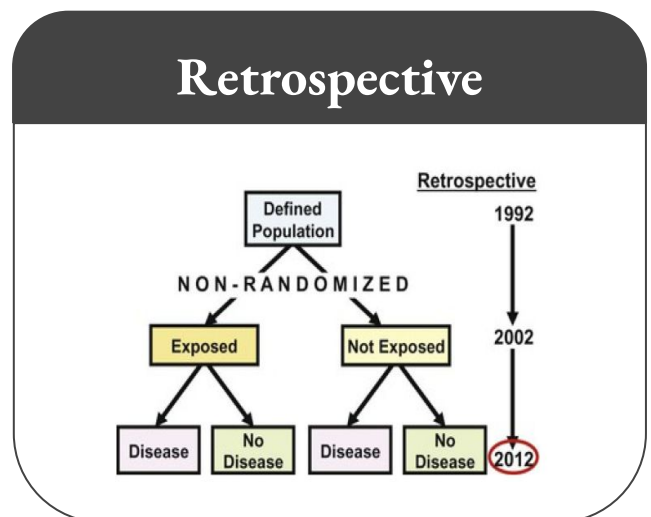 Retrospective
Retrospective
1992
Defined
Population
NON-RANDOMIZED
Exposed
Not Exposed
2002
Disease
No
Disease
Disease
No
Disease
2012